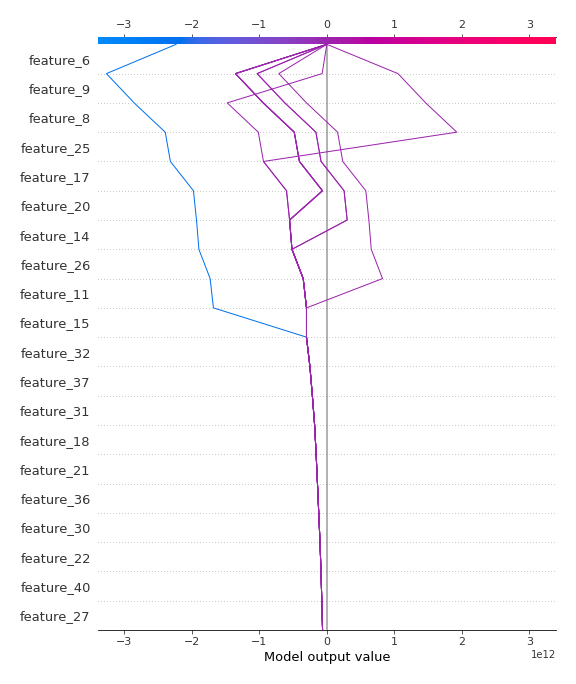 −3 −2 −1 0 1 2 3
feature_6
feature_9
feature_8
feature_25
feature_17
feature_20
feature_14
feature_26
feature_11
feature_15
feature_32
feature_37
feature_31
feature_18
feature_21
feature_36
feature_30
feature_22
feature_40
feature_27
−3 −2 −1 0 1 2 3
1e12
Model output value